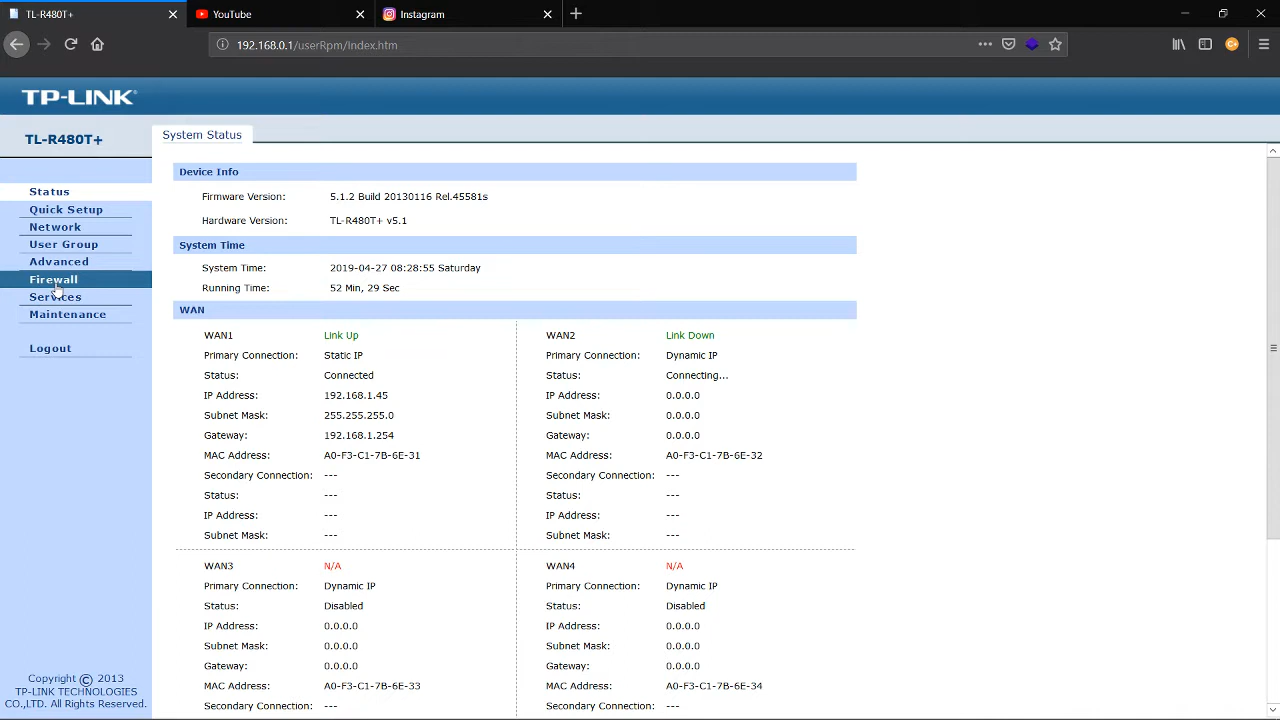 TL-R480T+
YouTube
Instagram
192.168.0.1/userRpm/Index.htm
TP-LINK
TL-R480T+
System Status
Status
Quick Setup
Network
User Group
Advanced
Firewall
Services
Maintenance
Logout
Device Info
Firmware Version: 5.1.2 Build 20130116 Rel.45581s
Hardware Version: TL-R480T+ v5.1
System Time
System Time: 2019-04-27 08:28:55 Saturday
Running Time: 52 Min, 29 Sec
WAN
WAN1 Link Up
Primary Connection: Static IP
Status: Connected
IP Address: 192.168.1.45
Subnet Mask: 255.255.255.0
Gateway: 192.168.1.254
MAC Address: A0-F3-C1-7B-6E-31
Secondary Connection: ---
Status: ---
IP Address: ---
Subnet Mask: ---
WAN2 Link Down
Primary Connection: Dynamic IP
Status: Connecting...
IP Address: 0.0.0.0
Subnet Mask: 0.0.0.0
Gateway: 0.0.0.0
MAC Address: A0-F3-C1-7B-6E-32
Secondary Connection: ---
Status: ---
IP Address: ---
Subnet Mask: ---
WAN3 N/A
Primary Connection: Dynamic IP
Status: Disabled
IP Address: 0.0.0.0
Subnet Mask: 0.0.0.0
Gateway: 0.0.0.0
MAC Address: A0-F3-C1-7B-6E-33
Secondary Connection: ---
WAN4 N/A
Primary Connection: Dynamic IP
Status: Disabled
IP Address: 0.0.0.0
Subnet Mask: 0.0.0.0
Gateway: 0.0.0.0
MAC Address: A0-F3-C1-7B-6E-34
Secondary Connection: ---
Copyright © 2013
TP-LINK TECHNOLOGIES
CO.,LTD. All Rights Reserved.